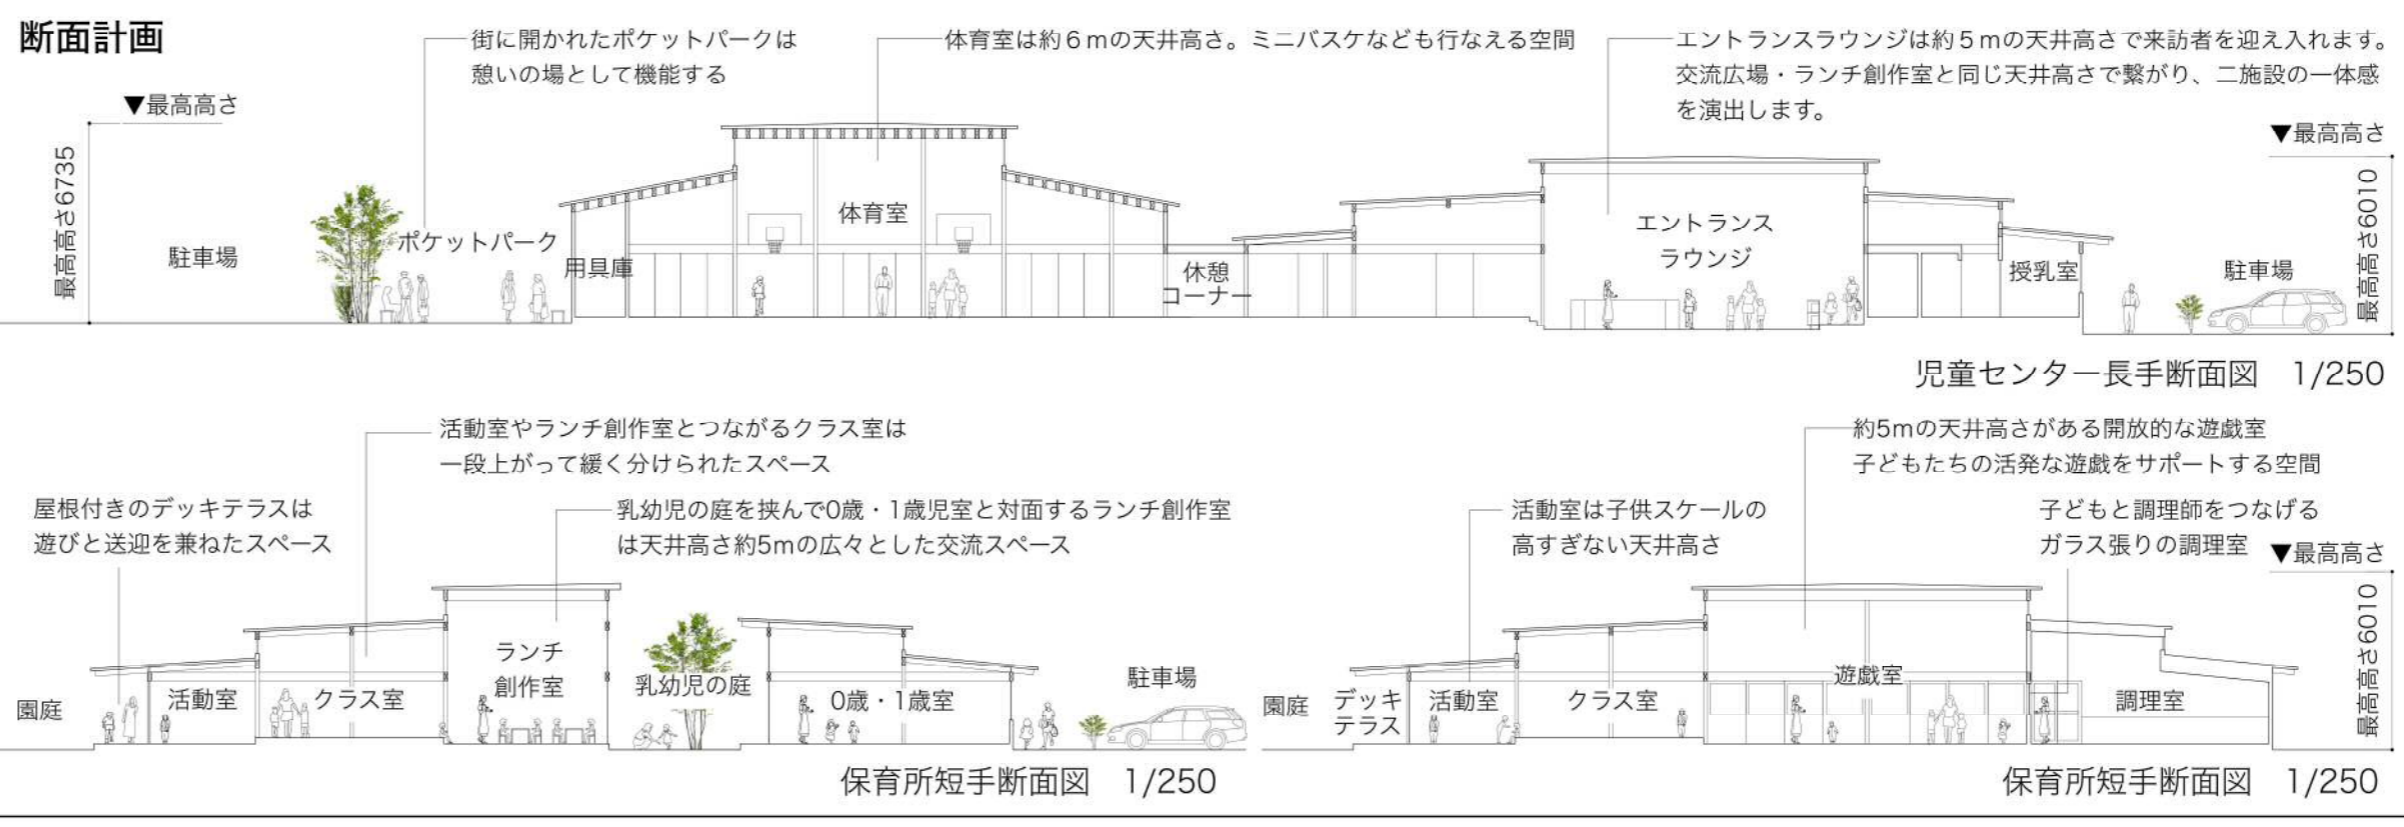 断面計画
街に開かれたポケットパークは
憩いの場として機能する
体育室は約６ｍの天井高さ。ミニバスケなども行なえる空間
エントランスラウンジは約５ｍの天井高さで来訪者を迎え入れます。
交流広場・ランチ創作室と同じ天井高さで繋がり、二施設の一体感
を演出します。
▼最高高さ
最高高さ6735
駐車場
ポケットパーク
用具庫
体育室
休憩
コーナー
エントランス
ラウンジ
授乳室
駐車場
▼最高高さ
最高高さ6010
児童センター長手断面図　1/250
活動室やランチ創作室とつながるクラス室は
一段上がって緩く分けられたスペース
屋根付きのデッキテラスは
遊びと送迎を兼ねたスペース
乳幼児の庭を挟んで0歳・1歳児室と対面するランチ創作室
は天井高さ約5mの広々とした交流スペース
園庭
活動室
クラス室
ランチ
創作室
乳幼児の庭
0歳・1歳室
駐車場
保育所短手断面図　1/250
約5mの天井高さがある開放的な遊戯室
子どもたちの活発な遊戯をサポートする空間
活動室は子供スケールの
高すぎない天井高さ
子どもと調理師をつなげる
ガラス張りの調理室
▼最高高さ
最高高さ6010
園庭
デッキ
テラス
活動室
クラス室
遊戯室
調理室
保育所短手断面図　1/250